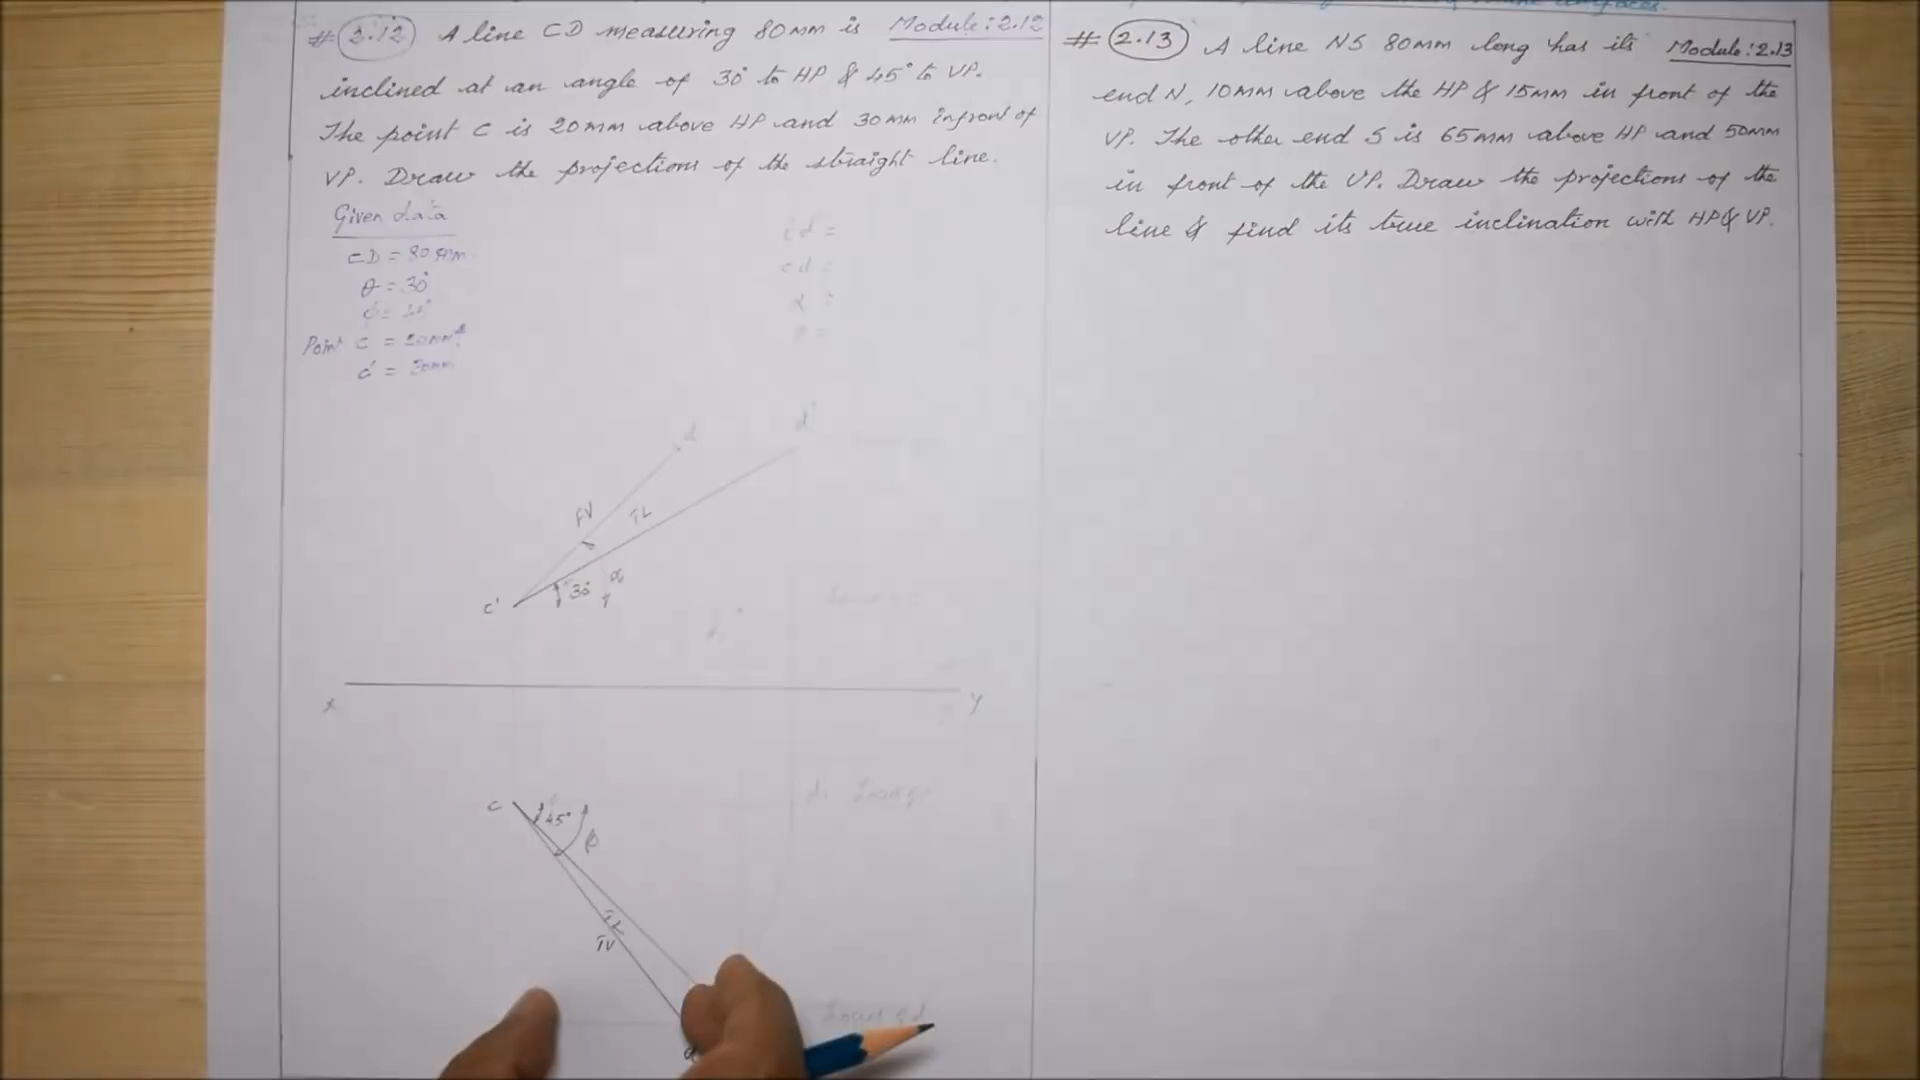 # 2.12 A line CD measuring 80mm is Module: 2.12
inclined at an angle of 30° to HP & 45° to VP.
The point C is 20mm above HP and 30mm infront of
VP. Draw the projections of the straight line.
Given data
CD = 80mm
θ = 30°
Point C = 20mm
c' = 30mm
cd =
α =
β =
d'
d
FV
TL
c'
30°
α
X
Y
c
45°
β
TL
TV
d
Locus of d
# 2.13 A line NS 80mm long has its Module: 2.13
end N, 10mm above the HP & 15mm in front of the
VP. The other end S is 65mm above HP and 50mm
in front of the VP. Draw the projections of the
line & find its true inclination with HP & VP.